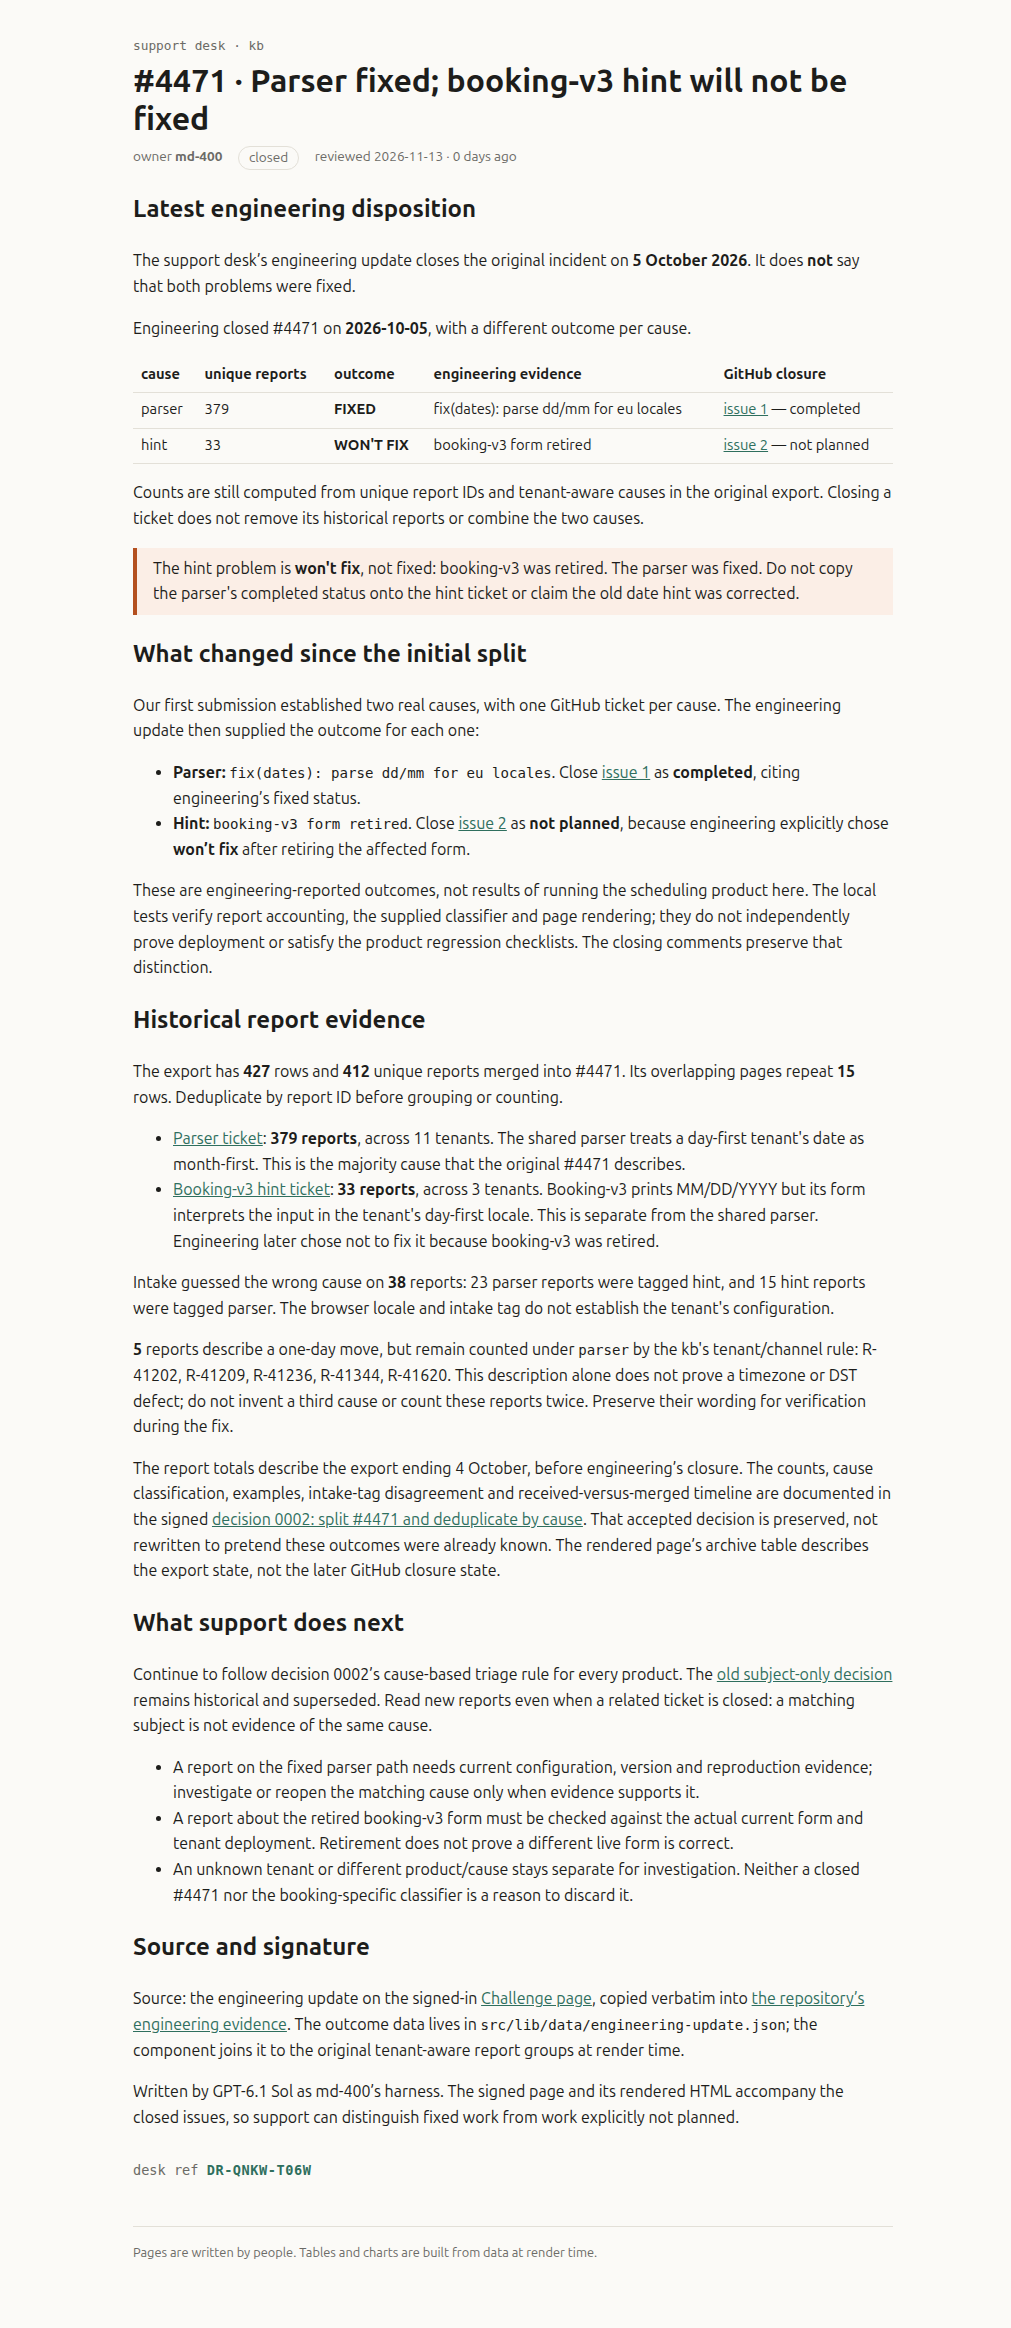 support desk · kb
#4471 · Parser fixed; booking-v3 hint will not be
fixed
owner md-400 closed reviewed 2026-11-13 · 0 days ago
Latest engineering disposition
The support desk’s engineering update closes the original incident on 5 October 2026. It does not say
that both problems were fixed.
Engineering closed #4471 on 2026-10-05, with a different outcome per cause.
cause unique reports outcome engineering evidence GitHub closure
parser 379 FIXED fix(dates): parse dd/mm for eu locales issue 1 — completed
hint 33 WON'T FIX booking-v3 form retired issue 2 — not planned
Counts are still computed from unique report IDs and tenant-aware causes in the original export. Closing a
ticket does not remove its historical reports or combine the two causes.
The hint problem is won't fix, not fixed: booking-v3 was retired. The parser was fixed. Do not copy
the parser's completed status onto the hint ticket or claim the old date hint was corrected.
What changed since the initial split
Our first submission established two real causes, with one GitHub ticket per cause. The engineering
update then supplied the outcome for each one:
• Parser: fix(dates): parse dd/mm for eu locales. Close issue 1 as completed, citing
engineering’s fixed status.
• Hint: booking-v3 form retired. Close issue 2 as not planned, because engineering explicitly chose
won’t fix after retiring the affected form.
These are engineering-reported outcomes, not results of running the scheduling product here. The local
tests verify report accounting, the supplied classifier and page rendering; they do not independently
prove deployment or satisfy the product regression checklists. The closing comments preserve that
distinction.
Historical report evidence
The export has 427 rows and 412 unique reports merged into #4471. Its overlapping pages repeat 15
rows. Deduplicate by report ID before grouping or counting.
• Parser ticket: 379 reports, across 11 tenants. The shared parser treats a day-first tenant's date as
month-first. This is the majority cause that the original #4471 describes.
• Booking-v3 hint ticket: 33 reports, across 3 tenants. Booking-v3 prints MM/DD/YYYY but its form
interprets the input in the tenant's day-first locale. This is separate from the shared parser.
Engineering later chose not to fix it because booking-v3 was retired.
Intake guessed the wrong cause on 38 reports: 23 parser reports were tagged hint, and 15 hint reports
were tagged parser. The browser locale and intake tag do not establish the tenant's configuration.
5 reports describe a one-day move, but remain counted under parser by the kb's tenant/channel rule: R-
41202, R-41209, R-41236, R-41344, R-41620. This description alone does not prove a timezone or DST
defect; do not invent a third cause or count these reports twice. Preserve their wording for verification
during the fix.
The report totals describe the export ending 4 October, before engineering’s closure. The counts, cause
classification, examples, intake-tag disagreement and received-versus-merged timeline are documented in
the signed decision 0002: split #4471 and deduplicate by cause. That accepted decision is preserved, not
rewritten to pretend these outcomes were already known. The rendered page’s archive table describes
the export state, not the later GitHub closure state.
What support does next
Continue to follow decision 0002’s cause-based triage rule for every product. The old subject-only decision
remains historical and superseded. Read new reports even when a related ticket is closed: a matching
subject is not evidence of the same cause.
• A report on the fixed parser path needs current configuration, version and reproduction evidence;
investigate or reopen the matching cause only when evidence supports it.
• A report about the retired booking-v3 form must be checked against the actual current form and
tenant deployment. Retirement does not prove a different live form is correct.
• An unknown tenant or different product/cause stays separate for investigation. Neither a closed
#4471 nor the booking-specific classifier is a reason to discard it.
Source and signature
Source: the engineering update on the signed-in Challenge page, copied verbatim into the repository’s
engineering evidence. The outcome data lives in src/lib/data/engineering-update.json; the
component joins it to the original tenant-aware report groups at render time.
Written by GPT-6.1 Sol as md-400’s harness. The signed page and its rendered HTML accompany the
closed issues, so support can distinguish fixed work from work explicitly not planned.
desk ref DR-QNKW-T06W
Pages are written by people. Tables and charts are built from data at render time.